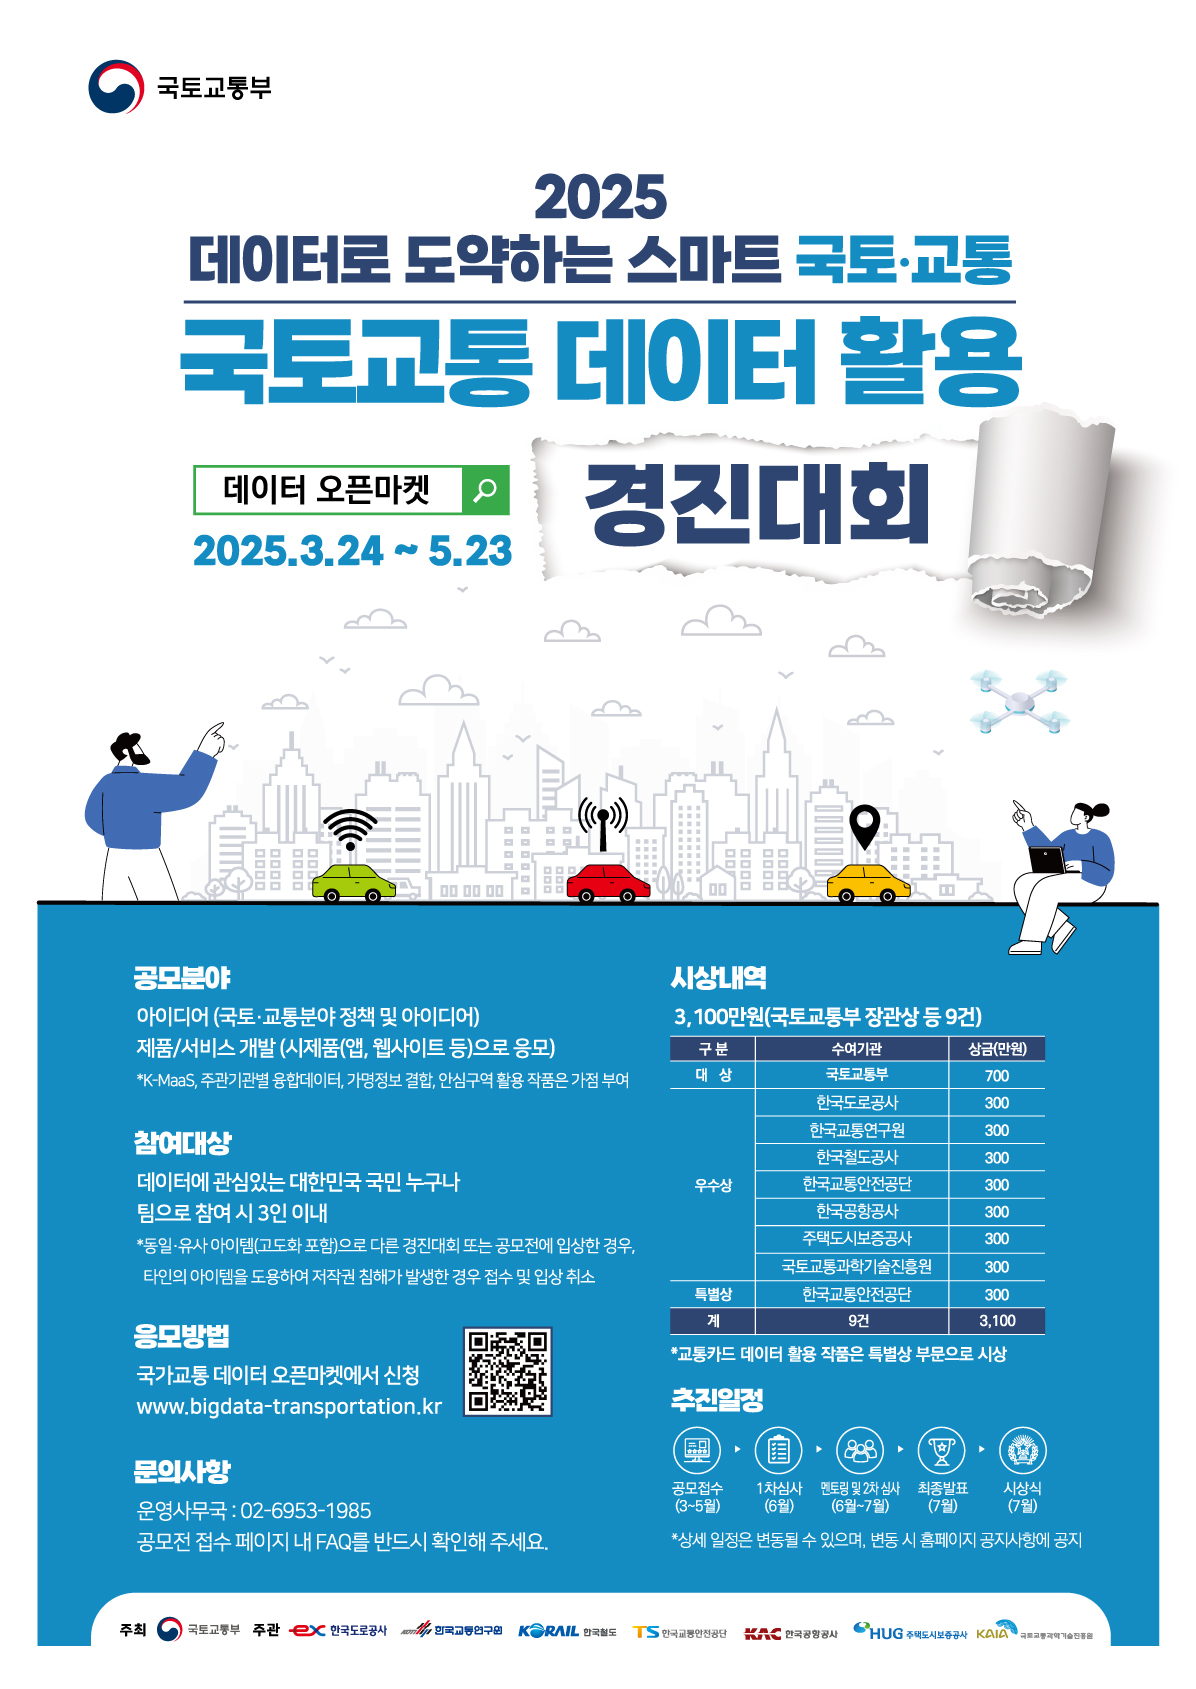 국토교통부
2025
데이터로 도약하는 스마트 국토·교통
국토교통 데이터 활용
경진대회
데이터 오픈마켓
2025.3.24 ~ 5.23
공모분야
아이디어 (국토·교통분야 정책 및 아이디어)
제품/서비스 개발 (시제품(앱, 웹사이트 등)으로 응모)
*K-MaaS, 주관기관별 융합데이터, 가명정보 결합, 안심구역 활용 작품은 가점 부여
참여대상
데이터에 관심있는 대한민국 국민 누구나
팀으로 참여 시 3인 이내
*동일·유사 아이템(고도화 포함)으로 다른 경진대회 또는 공모전에 입상한 경우,
타인의 아이템을 도용하여 저작권 침해가 발생한 경우 접수 및 입상 취소
응모방법
국가교통 데이터 오픈마켓에서 신청
www.bigdata-transportation.kr
문의사항
운영사무국 : 02-6953-1985
공모전 접수 페이지 내 FAQ를 반드시 확인해 주세요.
시상내역
3,100만원(국토교통부 장관상 등 9건)
구 분 수여기관 상금(만원)
대 상 국토교통부 700
한국도로공사 300
한국교통연구원 300
한국철도공사 300
우수상 한국교통안전공단 300
한국공항공사 300
주택도시보증공사 300
국토교통과학기술진흥원 300
특별상 한국교통안전공단 300
계 9건 3,100
*교통카드 데이터 활용 작품은 특별상 부문으로 시상
추진일정
공모접수 1차심사 멘토링 및 2차 심사 최종발표 시상식
(3~5월) (6월) (6월~7월) (7월) (7월)
*상세 일정은 변동될 수 있으며, 변동 시 홈페이지 공지사항에 공지
주최 국토교통부 주관 ex 한국도로공사 KOTI 한국교통연구원 KORAIL 한국철도 TS 한국교통안전공단 KAC 한국공항공사 HUG 주택도시보증공사 KAIA 국토교통과학기술진흥원